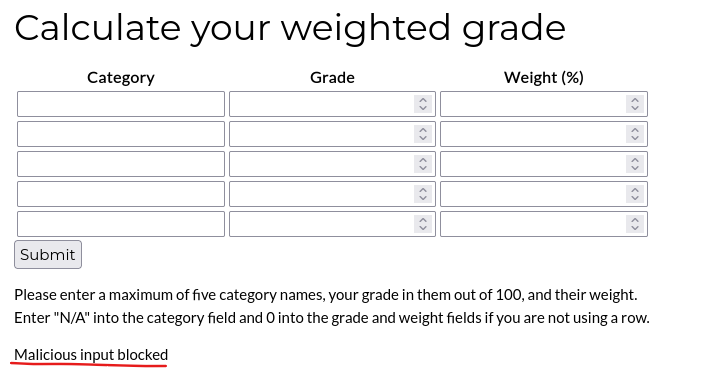 Calculate your weighted grade
Category Grade Weight (%)
Submit
Please enter a maximum of five category names, your grade in them out of 100, and their weight.
Enter "N/A" into the category field and 0 into the grade and weight fields if you are not using a row.
Malicious input blocked